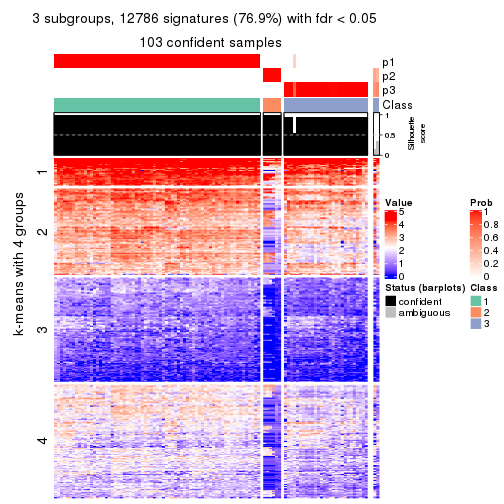 3 subgroups, 12786 signatures (76.9%) with fdr < 0.05
103 confident samples
p1
p2
p3
Class
1
0.5
0
Silhouette
score
k-means with 4 groups
1
2
3
4
Value
5
4
3
2
1
0
Prob
1
0.8
0.6
0.4
0.2
0
Status (barplots)
confident
ambiguous
Class
1
2
3